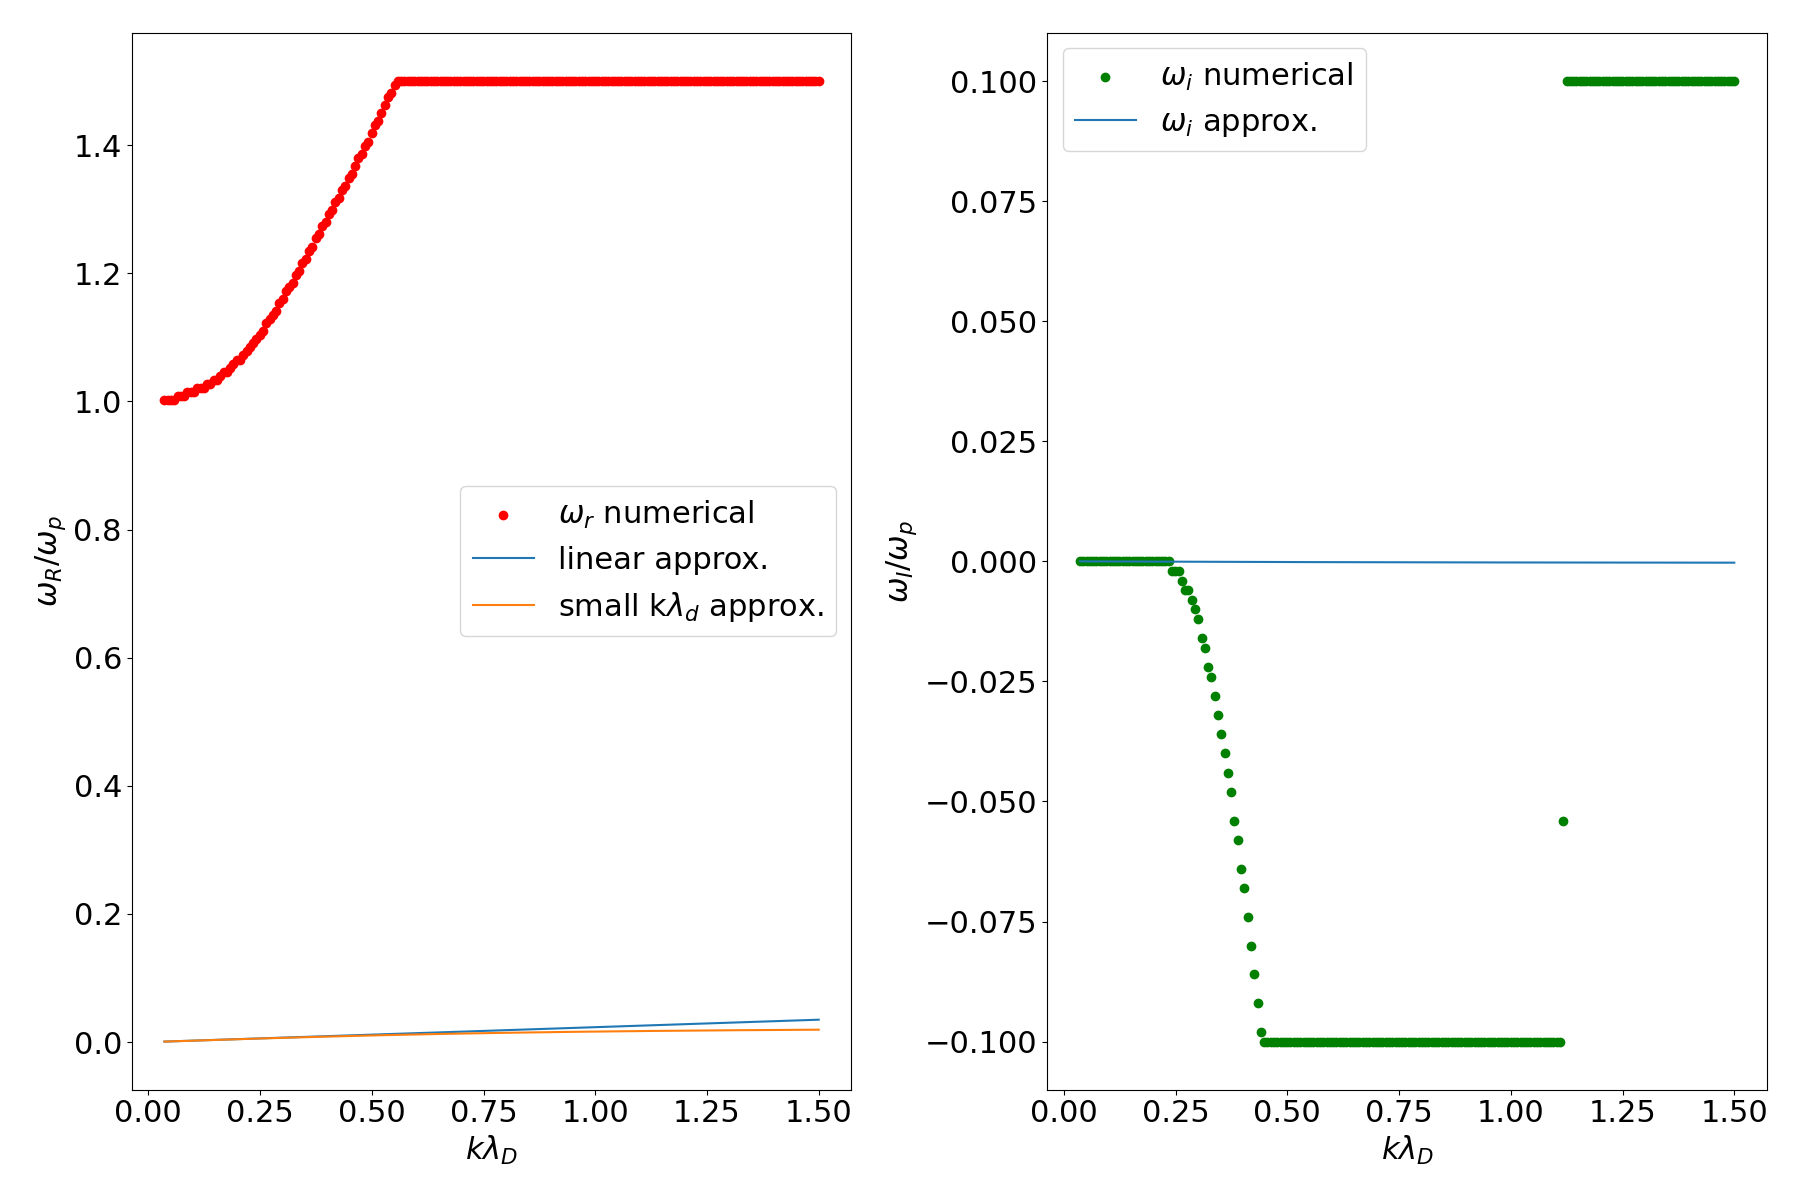 1.4
1.2
1.0
0.8
0.6
0.4
0.2
0.0
ω_R/ω_p
0.00 0.25 0.50 0.75 1.00 1.25 1.50
kλ_D
ω_r numerical
linear approx.
small kλ_d approx.
0.100
0.075
0.050
0.025
0.000
−0.025
−0.050
−0.075
−0.100
ω_I/ω_p
0.00 0.25 0.50 0.75 1.00 1.25 1.50
kλ_D
ω_i numerical
ω_i approx.